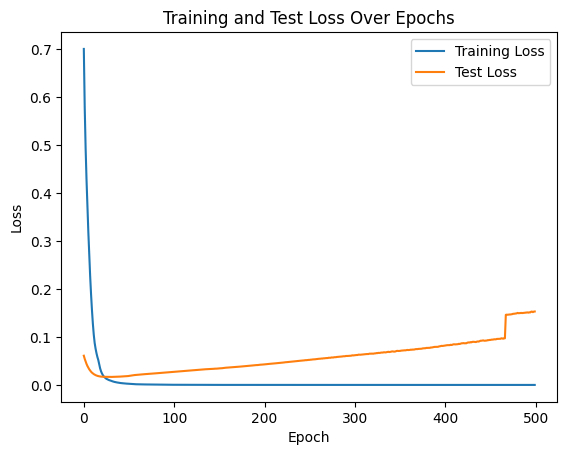 Training and Test Loss Over Epochs
Training Loss
Test Loss
0.7
0.6
0.5
0.4
0.3
0.2
0.1
0.0
Loss
0
100
200
300
400
500
Epoch